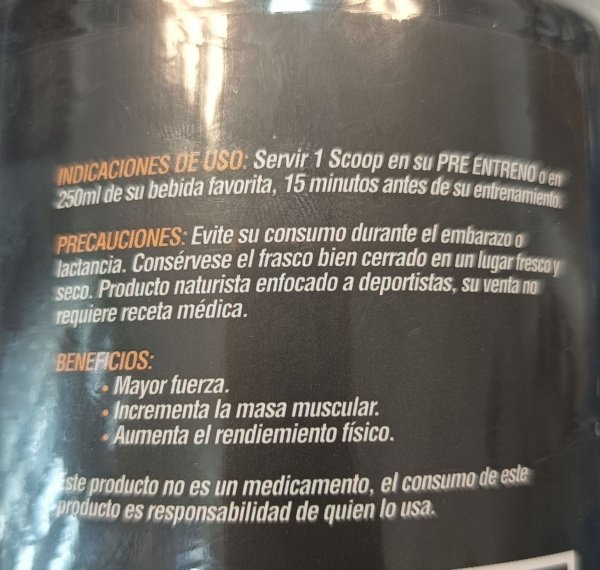 INDICACIONES DE USO: Servir 1 Scoop en su PRE ENTRENO o en
250ml de su bebida favorita, 15 minutos antes de su entrenamiento.
PRECAUCIONES: Evite su consumo durante el embarazo o
lactancia. Consérvese el frasco bien cerrado en un lugar fresco y
seco. Producto naturista enfocado a deportistas, su venta no
requiere receta médica.
BENEFICIOS:
• Mayor fuerza.
• Incrementa la masa muscular.
• Aumenta el rendiemiento físico.
Este producto no es un medicamento, el consumo de este
producto es responsabilidad de quien lo usa.